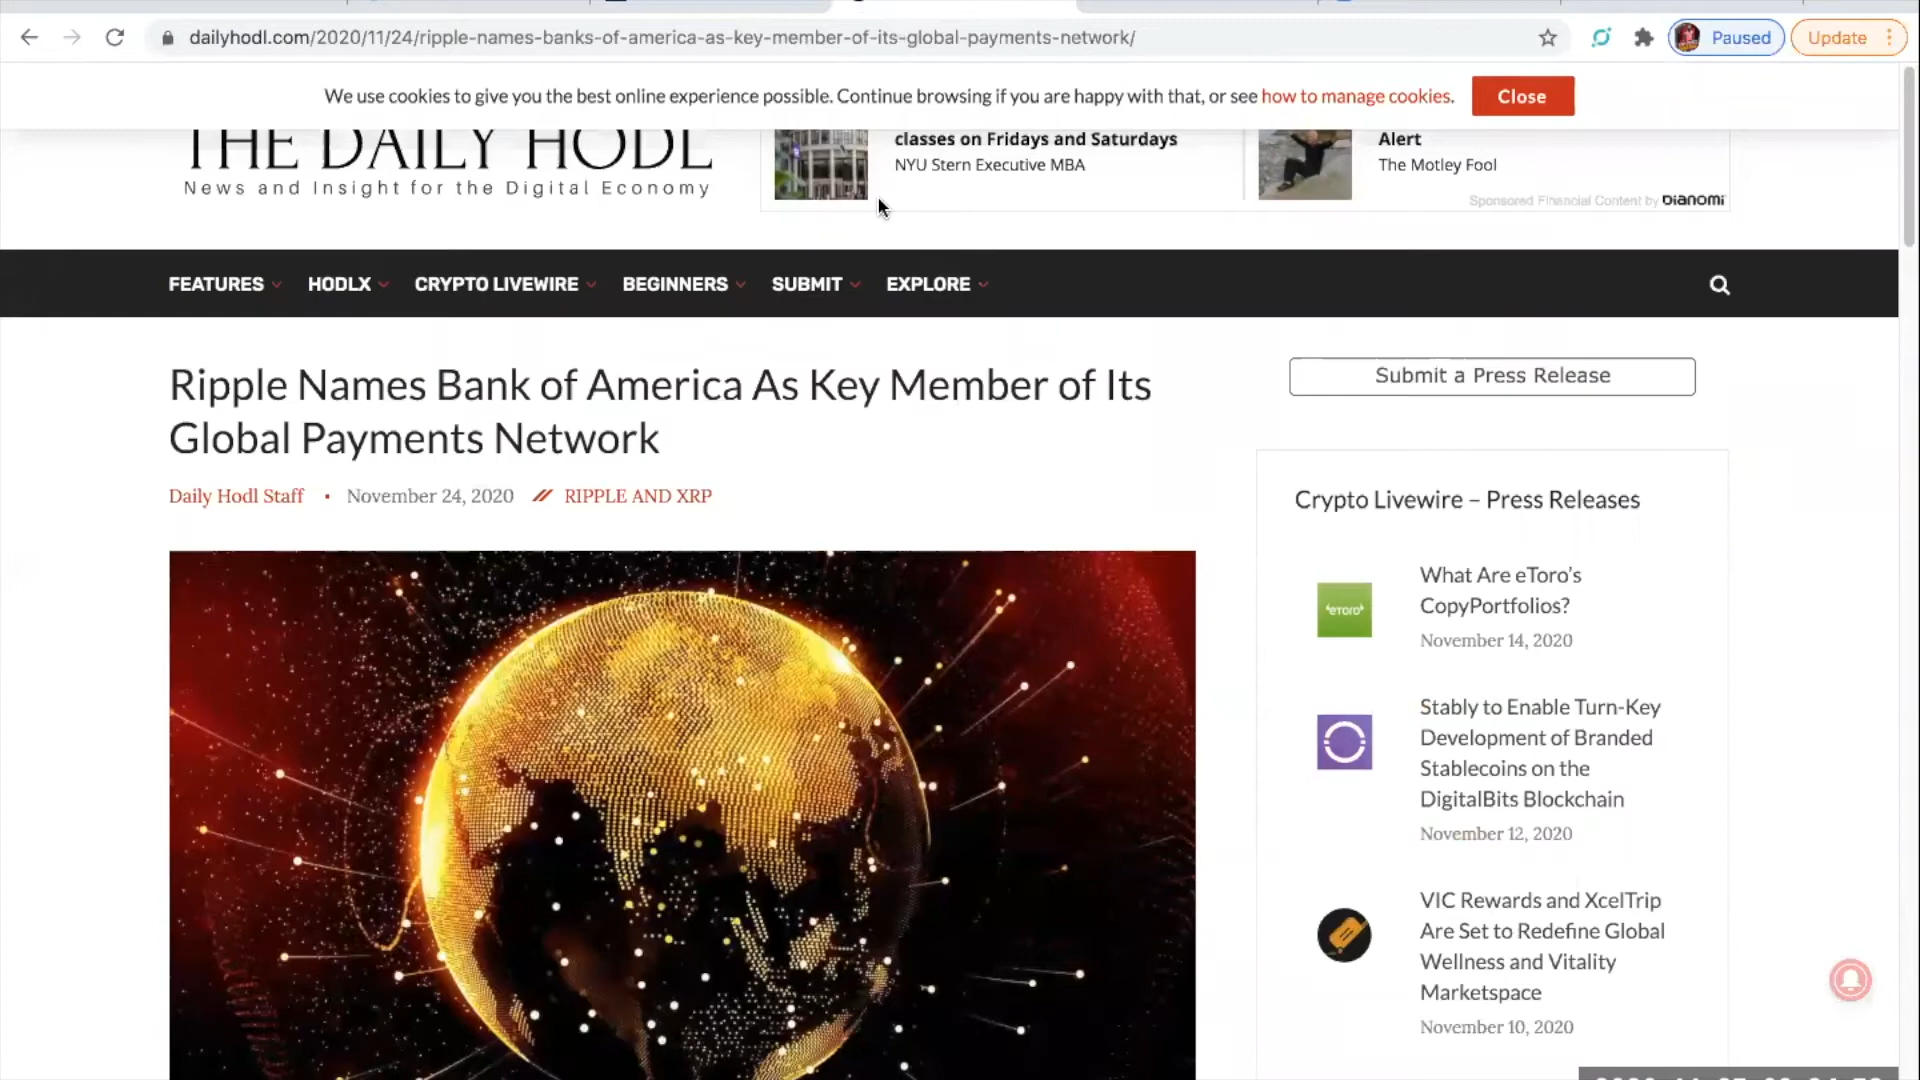 dailyhodl.com/2020/11/24/ripple-names-banks-of-america-as-key-member-of-its-global-payments-network/
Paused
Update
We use cookies to give you the best online experience possible. Continue browsing if you are happy with that, or see how to manage cookies.
Close
THE DAILY HODL
News and Insight for the Digital Economy
classes on Fridays and Saturdays
NYU Stern Executive MBA
Alert
The Motley Fool
Sponsored Financial Content by DIANOMI
FEATURES
HODLX
CRYPTO LIVEWIRE
BEGINNERS
SUBMIT
EXPLORE
Ripple Names Bank of America As Key Member of Its
Global Payments Network
Daily Hodl Staff
November 24, 2020
RIPPLE AND XRP
Submit a Press Release
Crypto Livewire – Press Releases
eToro
What Are eToro's
CopyPortfolios?
November 14, 2020
Stably to Enable Turn-Key
Development of Branded
Stablecoins on the
DigitalBits Blockchain
November 12, 2020
VIC Rewards and XcelTrip
Are Set to Redefine Global
Wellness and Vitality
Marketspace
November 10, 2020